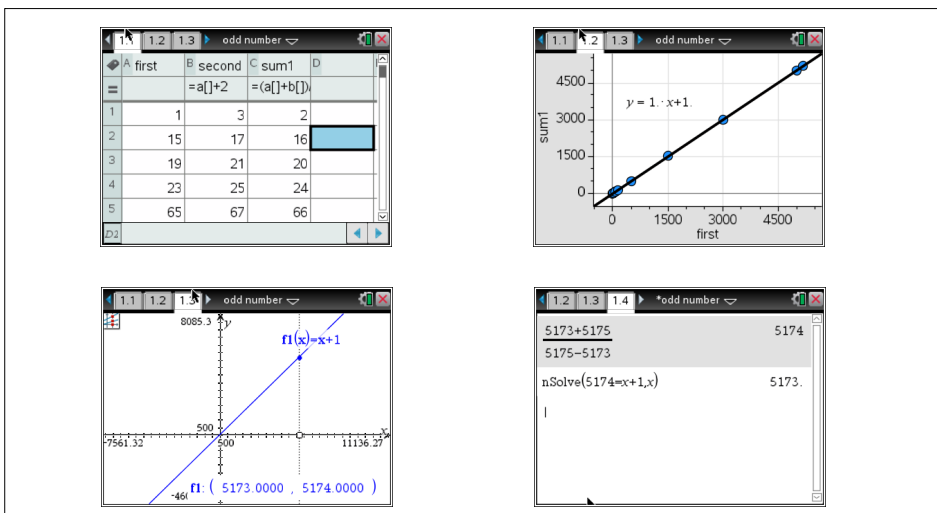 1.1 1.2 1.3 odd number
A first B second C sum1 D
= =a[]+2 =(a[]+b[])/
1 1 3 2
2 15 17 16
3 19 21 20
4 23 25 24
5 65 67 66
D2
1.1 1.2 1.3 odd number
4500
y = 1.·x+1.
3000
sum1
1500
0
0 1500 3000 4500
first
1.1 1.2 1.3 odd number
8085.3 y
f1(x)=x+1
500 x
-7561.32 500 11136.27
f1: ( 5173.0000 , 5174.0000 )
1.2 1.3 1.4 *odd number
5173+5175 5174
5175−5173
nSolve(5174=x+1,x) 5173.